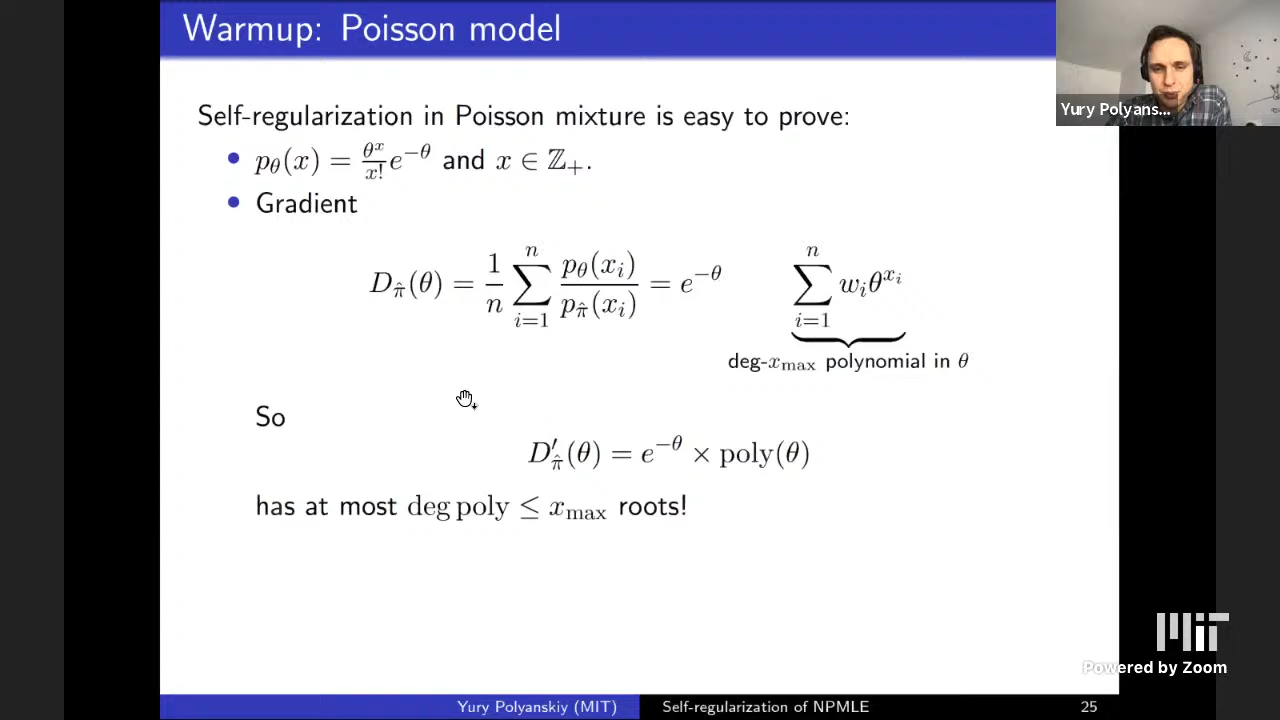 Warmup: Poisson model
Yury Polyans...
Self-regularization in Poisson mixture is easy to prove:
• p_θ(x) = θ^x/x! e^{−θ} and x ∈ ℤ₊.
• Gradient
D_π̂(θ) = 1/n ∑_{i=1}^{n} p_θ(x_i)/p_π̂(x_i) = e^{−θ} ∑_{i=1}^{n} w_i θ^{x_i}
deg-x_max polynomial in θ
So
D′_π̂(θ) = e^{−θ} × poly(θ)
has at most deg poly ≤ x_max roots!
MIT
Powered by Zoom
Yury Polyanskiy (MIT) Self-regularization of NPMLE 25